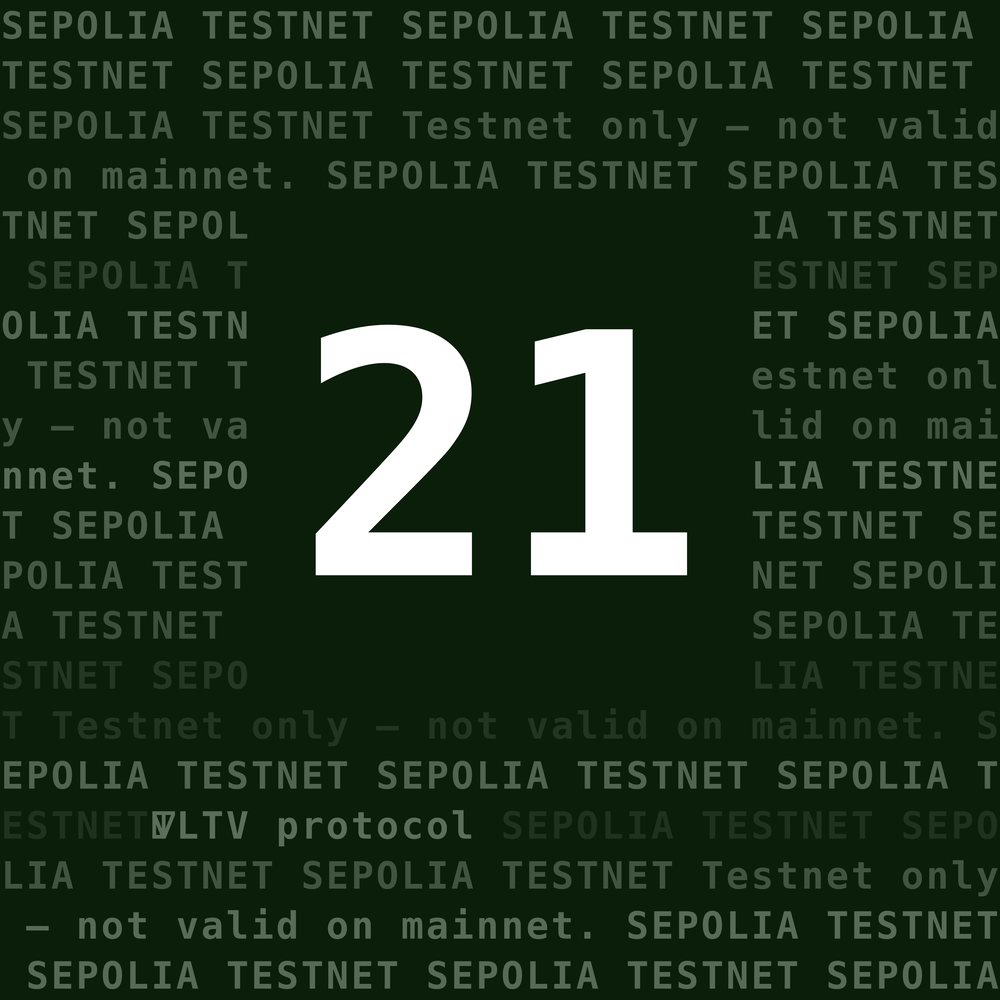 SEPOLIA TESTNET SEPOLIA TESTNET SEPOLIA
TESTNET SEPOLIA TESTNET SEPOLIA TESTNET
SEPOLIA TESTNET Testnet only — not valid
on mainnet. SEPOLIA TESTNET SEPOLIA TES
TNET SEPOL IA TESTNET
SEPOLIA T ESTNET SEP
OLIA TESTN ET SEPOLIA
TESTNET T estnet onl
y — not va lid on mai
nnet. SEPO LIA TESTNE
T SEPOLIA TESTNET SE
POLIA TEST NET SEPOLI
A TESTNET SEPOLIA TE
STNET SEPO LIA TESTNE
21
T Testnet only — not valid on mainnet. S
EPOLIA TESTNET SEPOLIA TESTNET SEPOLIA T
ESTNET VLTV protocol SEPOLIA TESTNET SEPO
LIA TESTNET SEPOLIA TESTNET Testnet only
— not valid on mainnet. SEPOLIA TESTNET
SEPOLIA TESTNET SEPOLIA TESTNET SEPOLIA